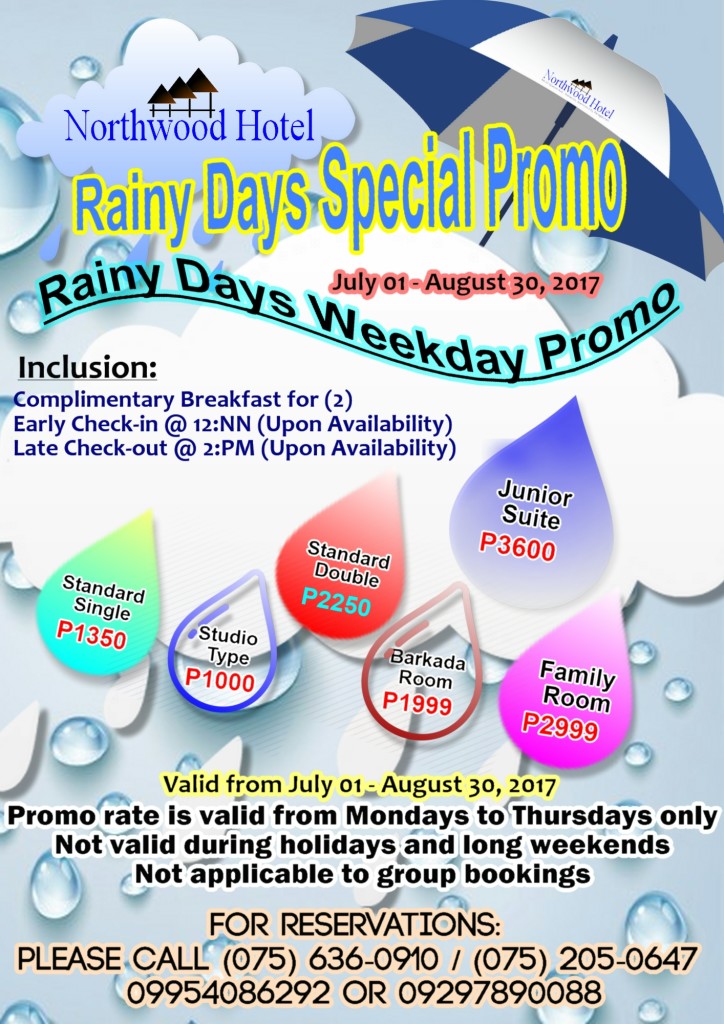 Northwood Hotel
Northwood Hotel
Rainy Days Special Promo
July 01 - August 30, 2017
Rainy Days Weekday Promo
Inclusion:
Complimentary Breakfast for (2)
Early Check-in @ 12:NN (Upon Availability)
Late Check-out @ 2:PM (Upon Availability)
Junior
Suite
P3600
Standard
Double
P2250
Standard
Single
P1350
Studio
Type
P1000
Barkada
Room
P1999
Family
Room
P2999
Valid from July 01 - August 30, 2017
Promo rate is valid from Mondays to Thursdays only
Not valid during holidays and long weekends
Not applicable to group bookings
FOR RESERVATIONS:
PLEASE CALL (075) 636-0910 / (075) 205-0647
09954086292 OR 09297890088